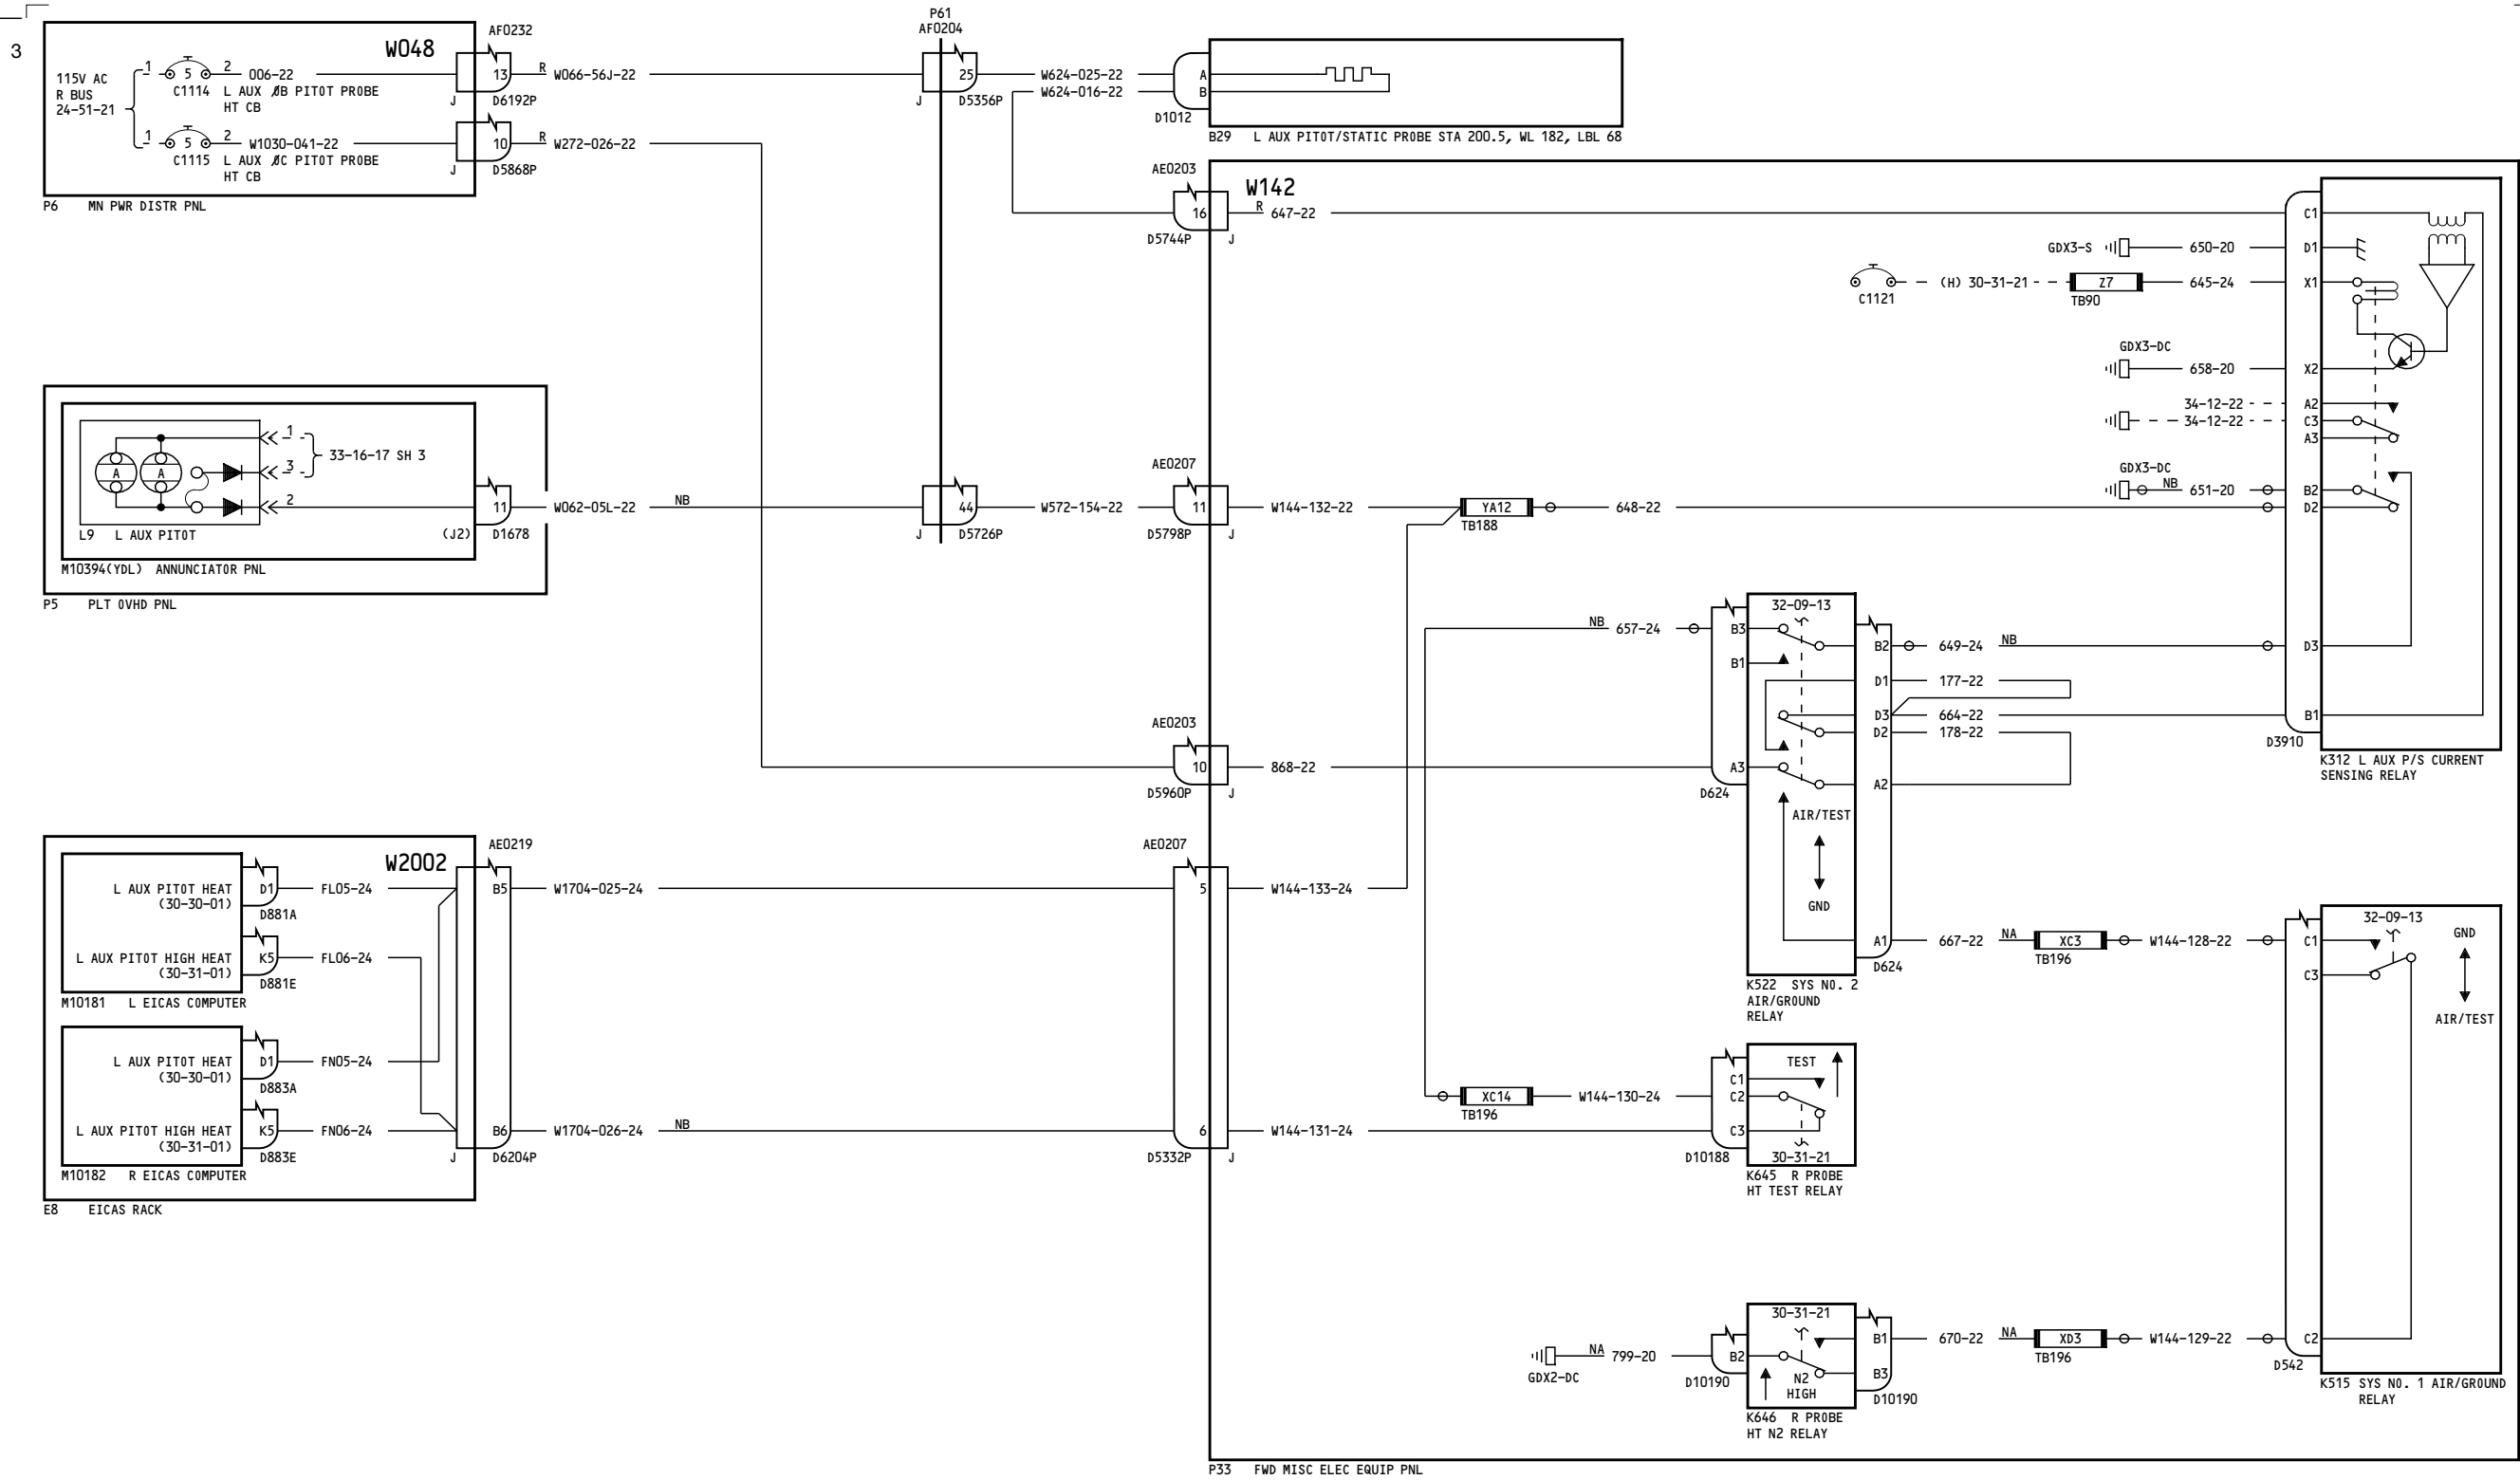 3
W048
115V AC
R BUS
24-51-21
1
5
2
006-22
C1114
L AUX ØB PITOT PROBE
HT CB
1
5
2
W1030-041-22
C1115
L AUX ØC PITOT PROBE
HT CB
P6 MN PWR DISTR PNL
AF0232
13
J
D6192P
R
W066-56J-22
10
J
D5868P
R
W272-026-22
P61
AF0204
25
J
D5356P
W624-025-22
W624-016-22
A
B
D1012
B29 L AUX PITOT/STATIC PROBE STA 200.5, WL 182, LBL 68
AE0203
16
D5744P
J
W142
R
647-22
C1
GDX3-S
650-20
D1
C1121
(H) 30-31-21
Z7
TB90
645-24
X1
GDX3-DC
658-20
X2
34-12-22
A2
34-12-22
C3
A3
GDX3-DC
NB
651-20
B2
D2
D3
B1
D3910
K312 L AUX P/S CURRENT
SENSING RELAY
A
A
1
3
2
33-16-17 SH 3
L9 L AUX PITOT
(J2)
11
D1678
M10394(YDL) ANNUNCIATOR PNL
P5 PLT OVHD PNL
W062-05L-22
NB
44
J
D5726P
W572-154-22
AE0207
11
D5798P
J
W144-132-22
YA12
TB188
648-22
NB
657-24
B3
B1
32-09-13
B2
649-24
NB
D1
177-22
D3
664-22
D2
178-22
AE0203
10
D5960P
J
868-22
A3
D624
A2
AIR/TEST
GND
A1
D624
667-22
NA
XC3
TB196
W144-128-22
K522 SYS NO. 2
AIR/GROUND
RELAY
C1
C3
32-09-13
GND
AIR/TEST
C2
D542
K515 SYS NO. 1 AIR/GROUND
RELAY
W2002
L AUX PITOT HEAT
(30-30-01)
D1
D881A
FL05-24
L AUX PITOT HIGH HEAT
(30-31-01)
K5
D881E
FL06-24
M10181 L EICAS COMPUTER
L AUX PITOT HEAT
(30-30-01)
D1
D883A
FN05-24
L AUX PITOT HIGH HEAT
(30-31-01)
K5
D883E
FN06-24
M10182 R EICAS COMPUTER
E8 EICAS RACK
AE0219
B5
B6
J
D6204P
W1704-025-24
W1704-026-24
NB
AE0207
5
6
D5332P
J
W144-133-24
W144-131-24
XC14
TB196
W144-130-24
C1
C2
C3
D10188
TEST
30-31-21
K645 R PROBE
HT TEST RELAY
GDX2-DC
NA
799-20
B2
D10190
30-31-21
N2
HIGH
B1
B3
D10190
K646 R PROBE
HT N2 RELAY
670-22
NA
XD3
TB196
W144-129-22
P33 FWD MISC ELEC EQUIP PNL